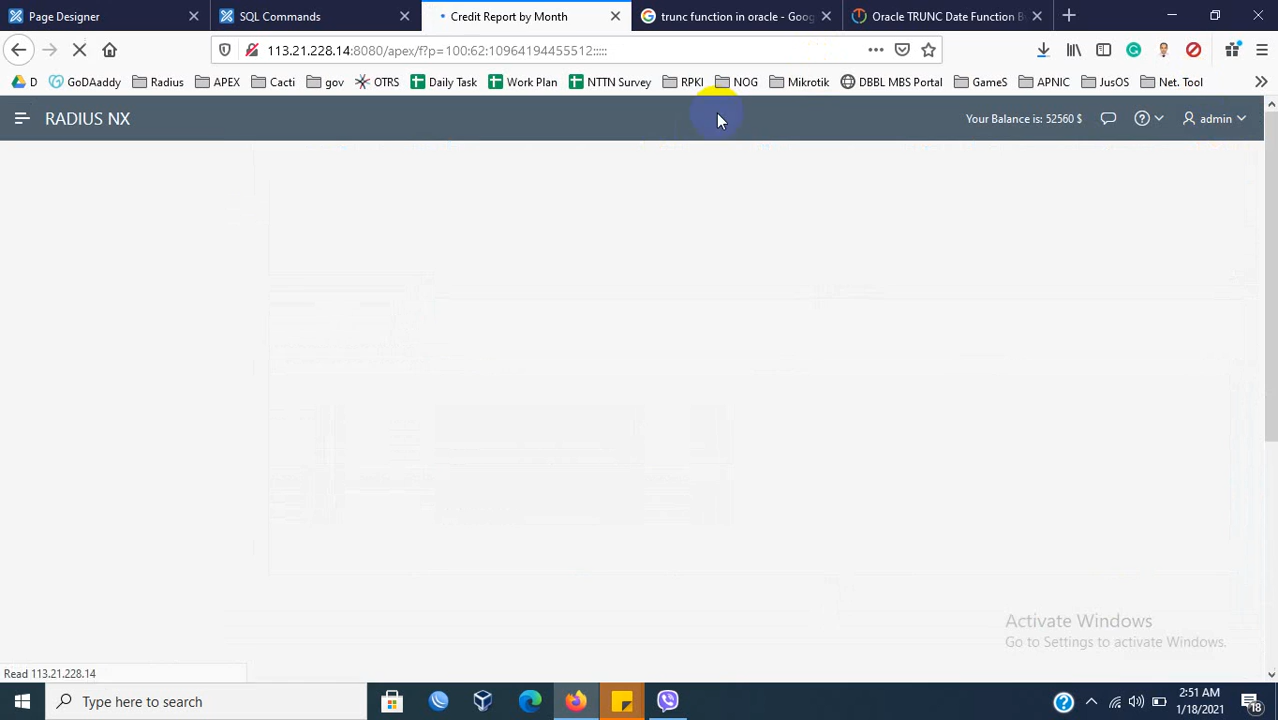 Page Designer
SQL Commands
Credit Report by Month
trunc function in oracle - Goog
Oracle TRUNC Date Function By
113.21.228.14:8080/apex/f?p=100:62:10964194455512:::::
D
GoDAaddy
Radius
APEX
Cacti
gov
OTRS
Daily Task
Work Plan
NTTN Survey
RPKI
NOG
Mikrotik
DBBL MBS Portal
GameS
APNIC
JusOS
Net. Tool
RADIUS NX
Your Balance is: 52560 $
admin
Activate Windows
Go to Settings to activate Windows.
Read 113.21.228.14
Type here to search
2:51 AM
1/18/2021
18